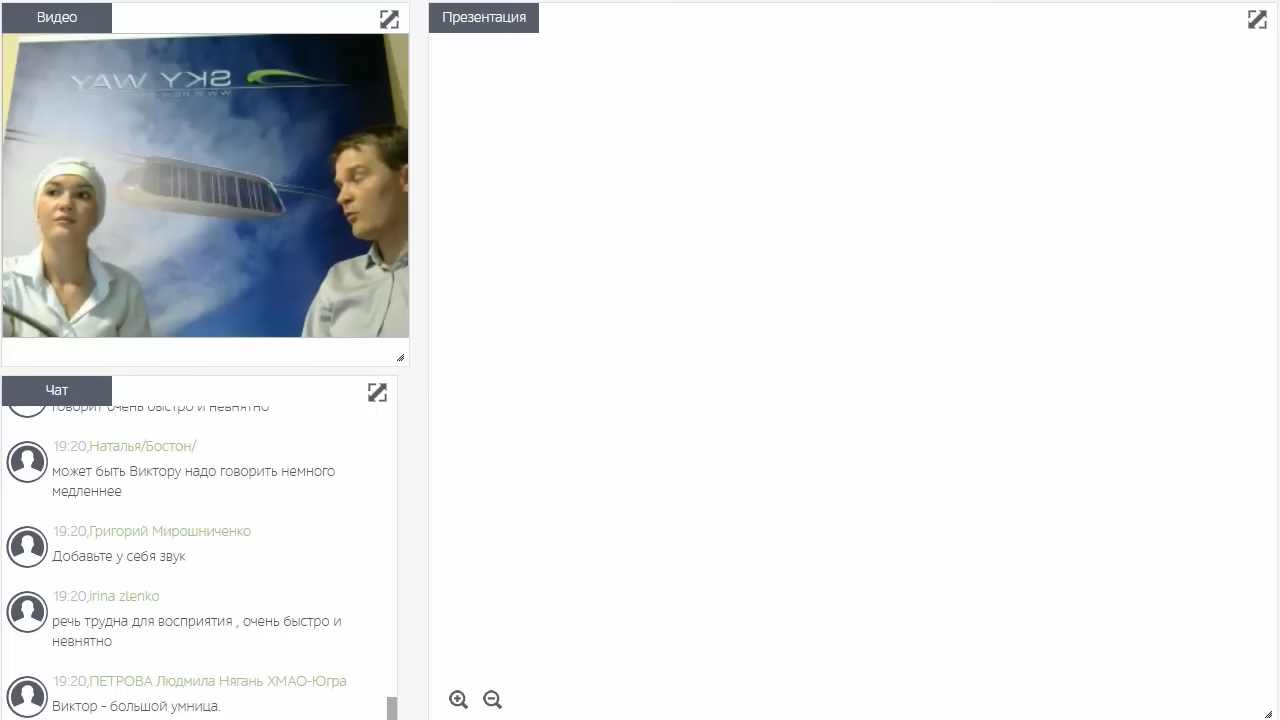 Видео
SKY WAY
Презентация
Чат
говорит очень быстро и невнятно
19:20,Наталья/Бостон/
может быть Виктору надо говорить немного
медленнее
19:20,Григорий Мирошниченко
Добавьте у себя звук
19:20,irina zlenko
речь трудна для восприятия , очень быстро и
невнятно
19:20,ПЕТРОВА Людмила Нягань ХМАО-Югра
Виктор - большой умница.